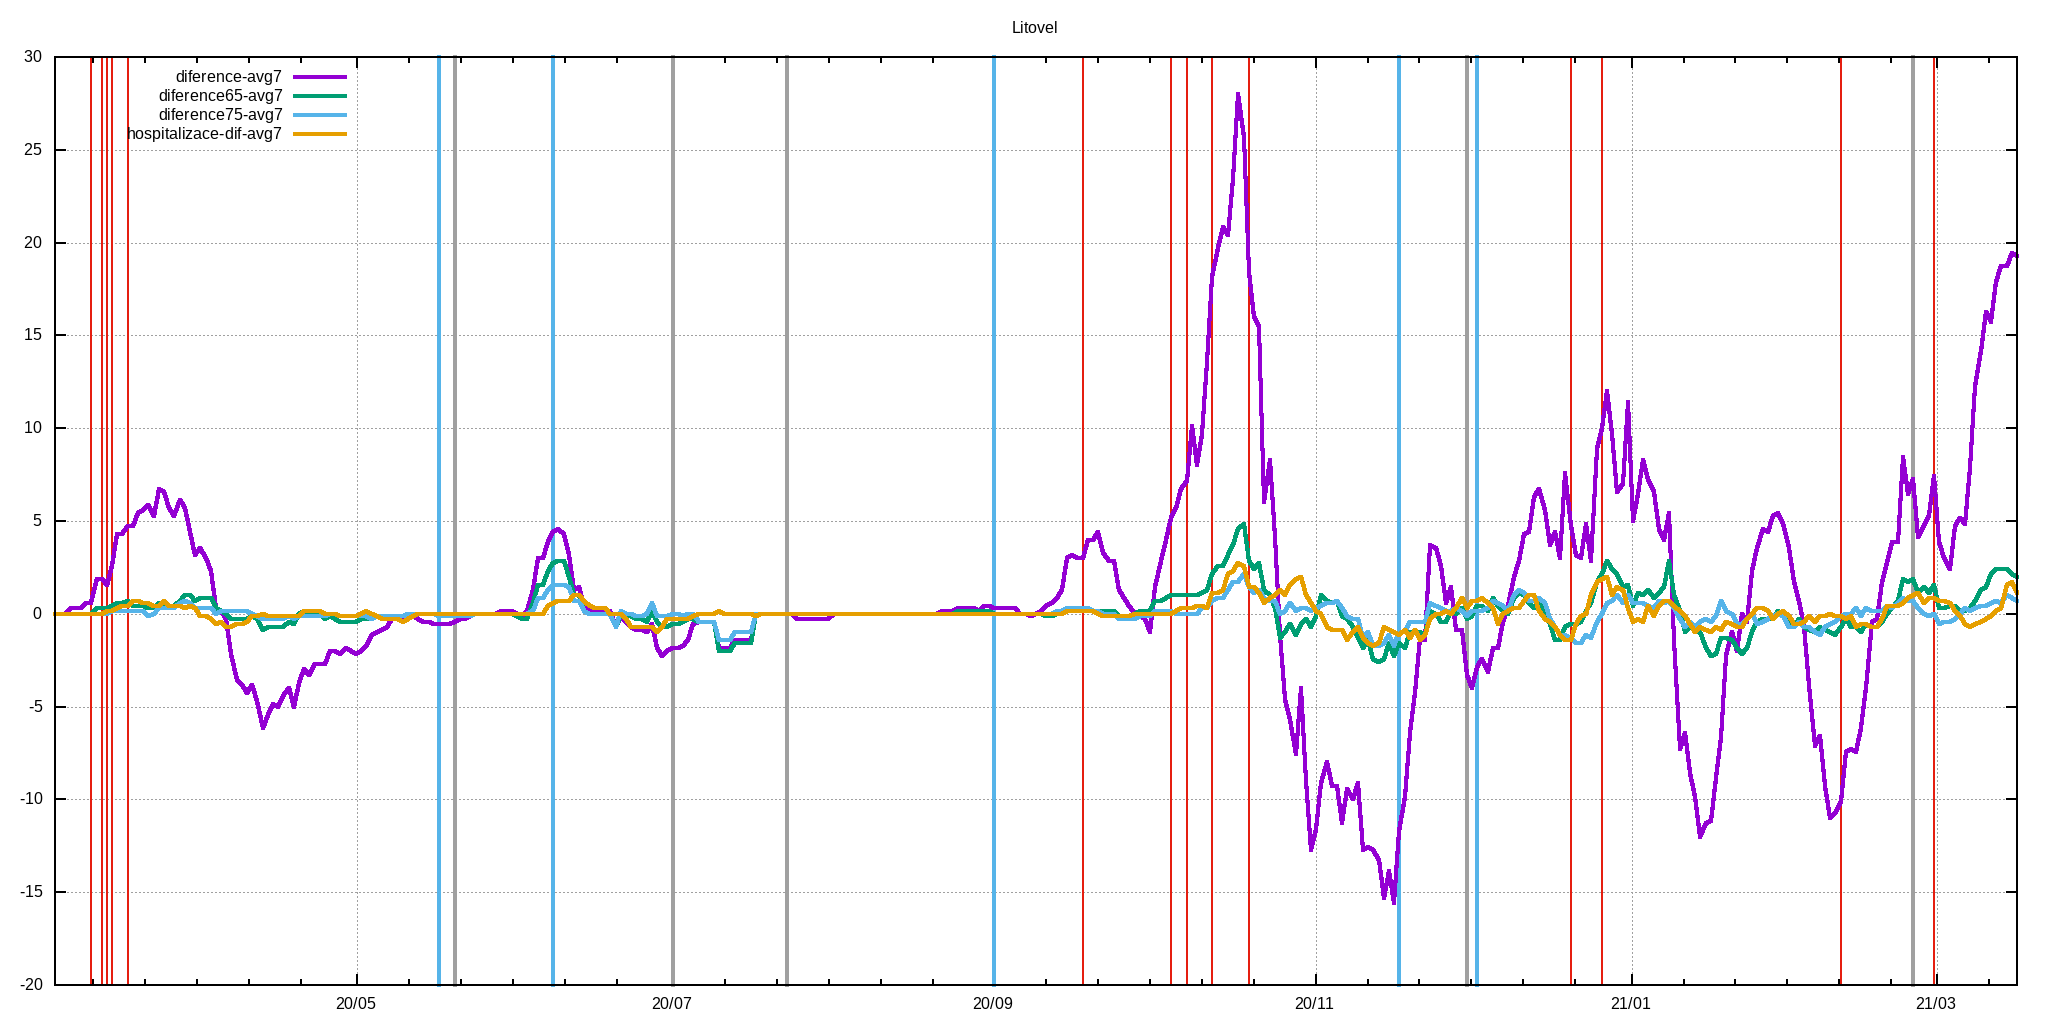 Litovel
30
25
20
15
10
5
0
-5
-10
-15
-20
diference-avg7
diference65-avg7
diference75-avg7
hospitalizace-dif-avg7
20/05 20/07 20/09 20/11 21/01 21/03